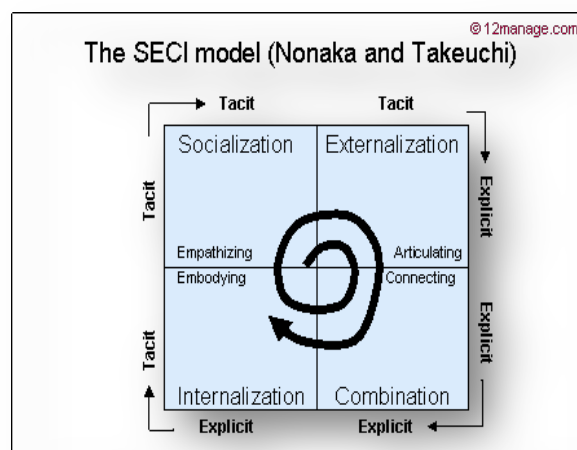 © 12manage.com
The SECI model (Nonaka and Takeuchi)
Tacit Tacit
Socialization Externalization
Tacit Explicit
Empathizing Articulating
Embodying Connecting
Tacit Explicit
Internalization Combination
Explicit Explicit